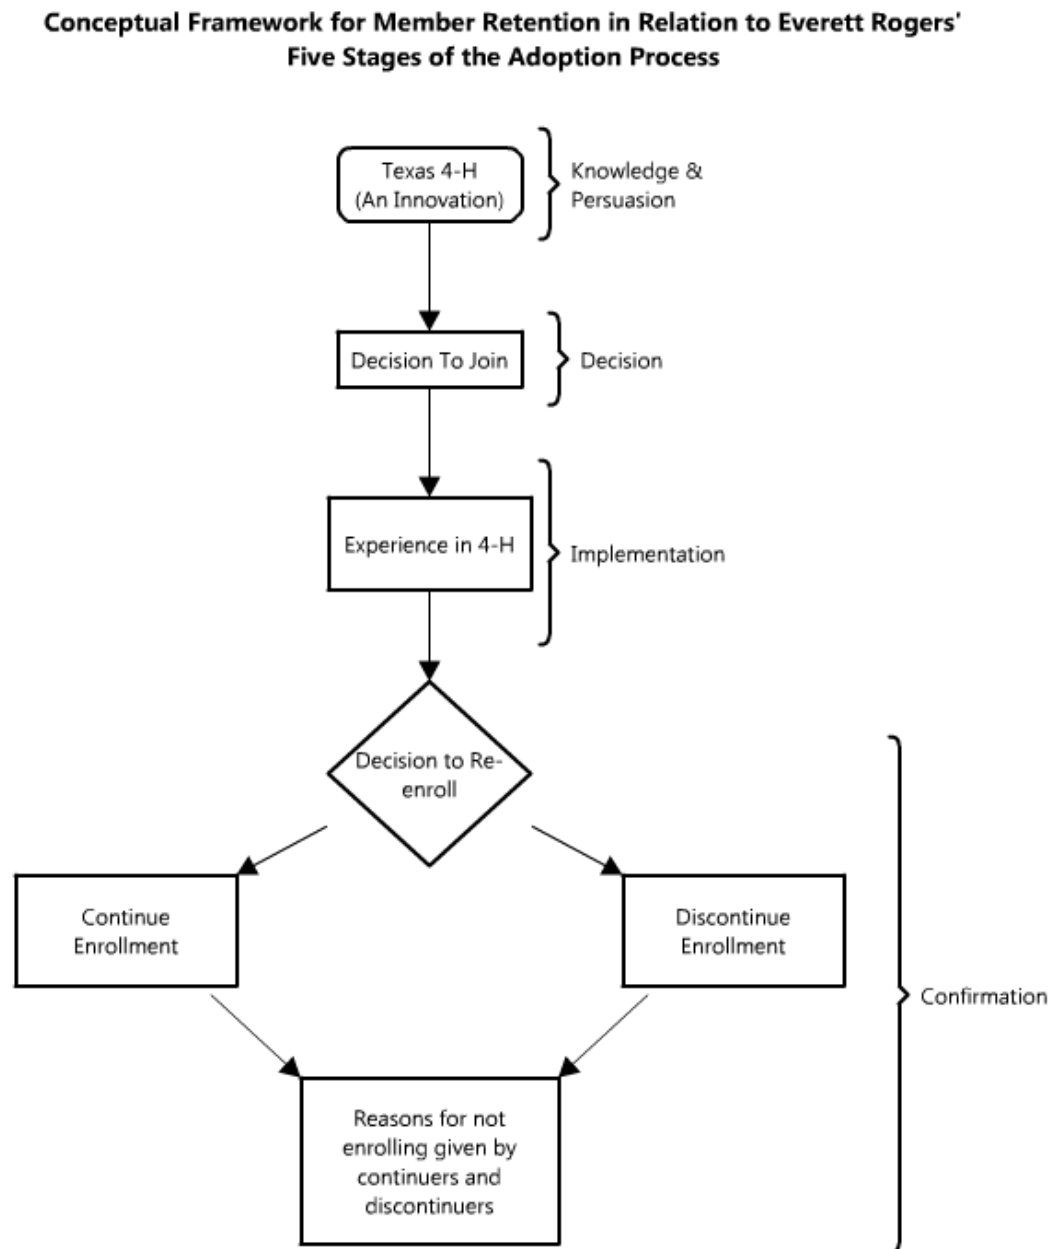 Conceptual Framework for Member Retention in Relation to Everett Rogers'
Five Stages of the Adoption Process
Texas 4-H
(An Innovation)
Knowledge &
Persuasion
Decision To Join
Decision
Experience in 4-H
Implementation
Decision to Re-
enroll
Continue
Enrollment
Discontinue
Enrollment
Confirmation
Reasons for not
enrolling given by
continuers and
discontinuers